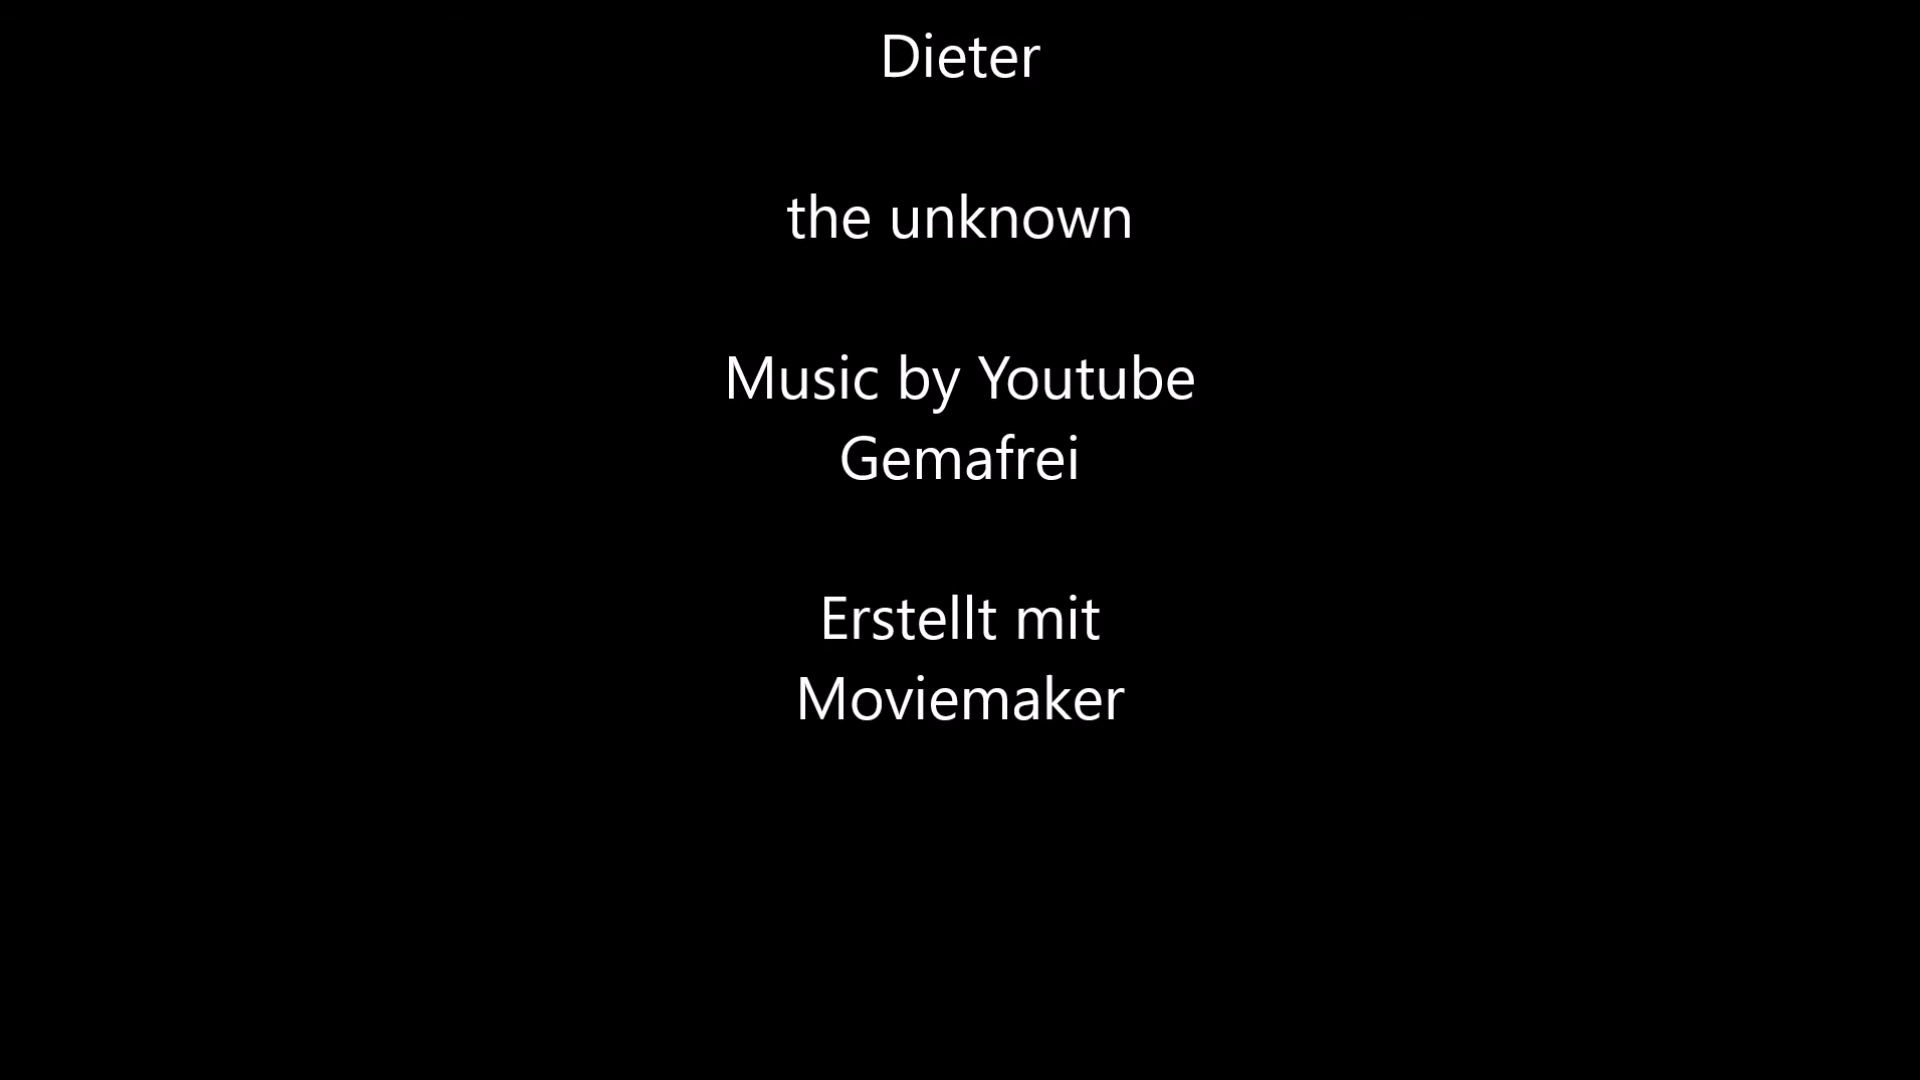 Dieter
the unknown
Music by Youtube
Gemafrei
Erstellt mit
Moviemaker